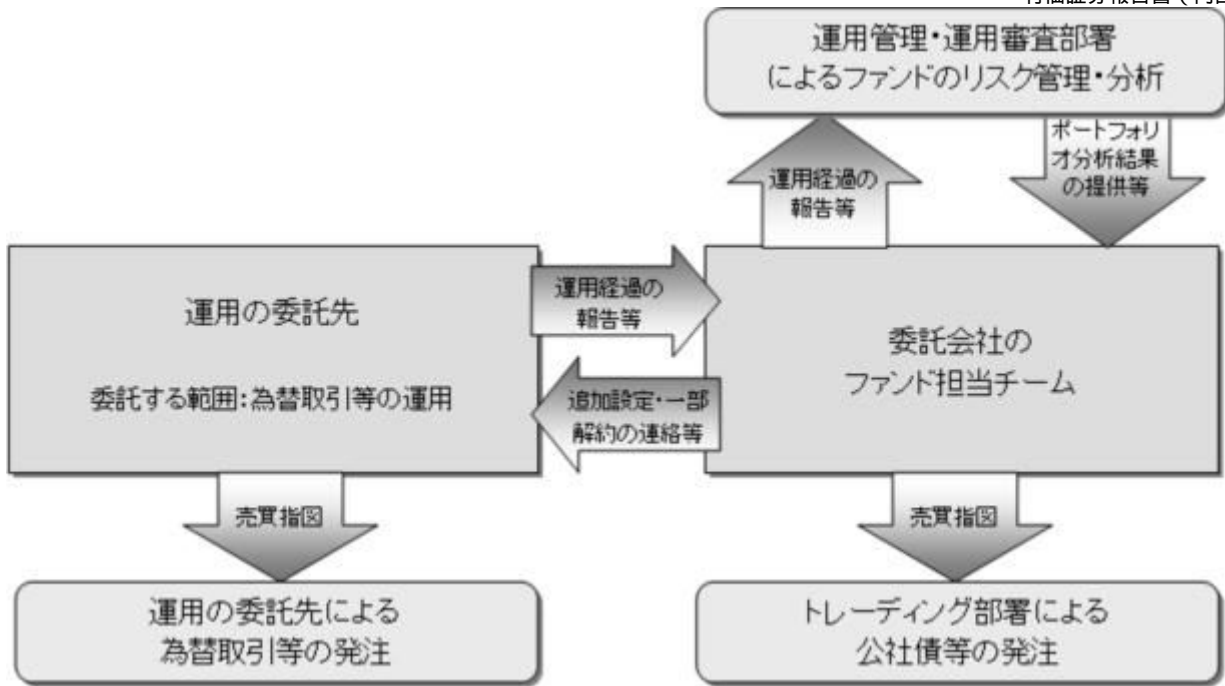 運用管理・運用審査部署
によるファンドのリスク管理・分析
ポートフォリ
オ分析結果
の提供等
運用経過の
報告等
運用の委託先
委託する範囲:為替取引等の運用
運用経過の
報告等
追加設定・一部
解約の連絡等
委託会社の
ファンド担当チーム
売買指図
売買指図
運用の委託先による
為替取引等の発注
トレーディング部署による
公社債等の発注